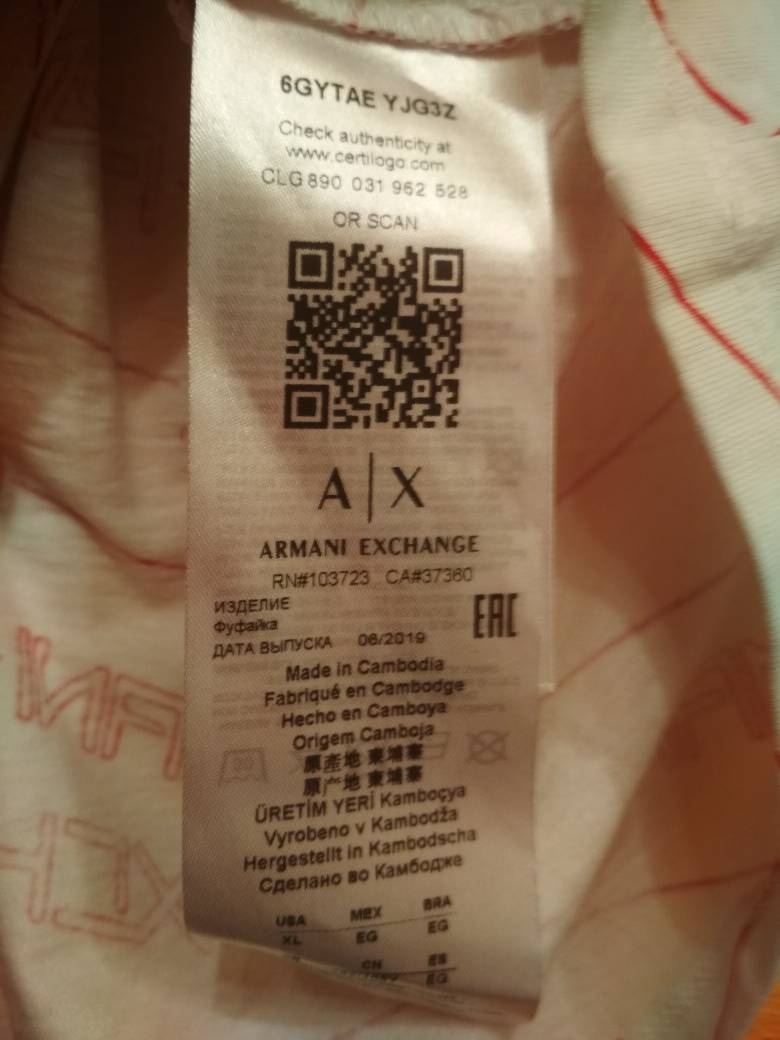 6GYTAE YJG3Z
Check authenticity at
www.certilogo.com
CLG 890 031 962 528
OR SCAN
A|X
ARMANI EXCHANGE
RN#103723 CA#37360
ИЗДЕЛИЕ
Фуфайка
ДАТА ВЫПУСКА 06/2019
EAC
Made in Cambodia
Fabriqué en Cambodge
Hecho en Camboya
Origem Camboja
原產地 柬埔寨
原产地 柬埔寨
ÜRETİM YERİ Kamboçya
Vyrobeno v Kambodža
Hergestellt in Kambodscha
Сделано во Камбодже
USA MEX BRA
XL EG EG
CN ES
EG